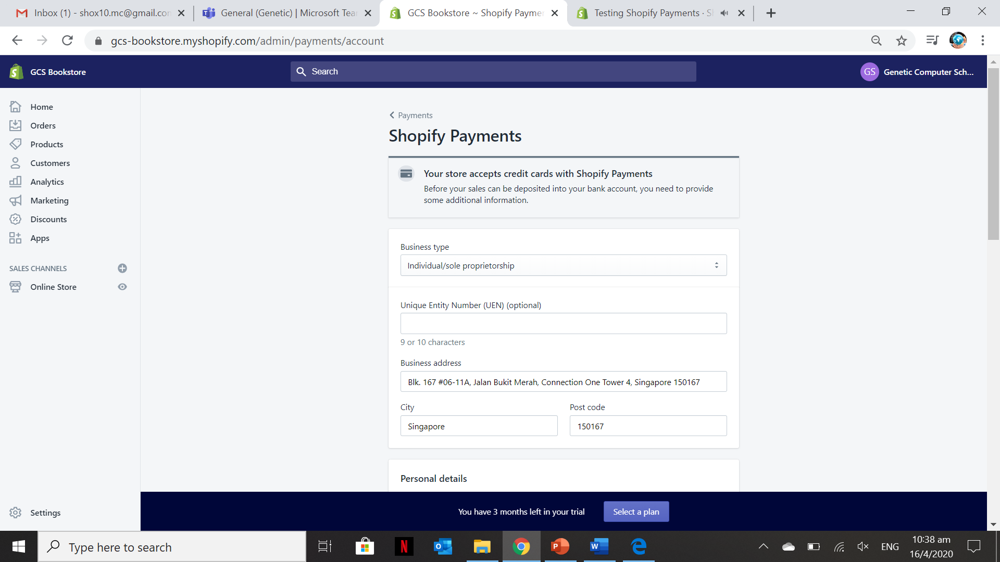 Inbox (1) - shox10.mc@gmail.con
General (Genetic) | Microsoft Tear
GCS Bookstore ~ Shopify Paymer
Testing Shopify Payments · Sh
gcs-bookstore.myshopify.com/admin/payments/account
GCS Bookstore
Search
GS
Genetic Computer Sch...
Home
Orders
Products
Customers
Analytics
Marketing
Discounts
Apps
SALES CHANNELS
Online Store
Settings
Payments
Shopify Payments
Your store accepts credit cards with Shopify Payments
Before your sales can be deposited into your bank account, you need to provide
some additional information.
Business type
Individual/sole proprietorship
Unique Entity Number (UEN) (optional)
9 or 10 characters
Business address
Blk. 167 #06-11A, Jalan Bukit Merah, Connection One Tower 4, Singapore 150167
City
Post code
Singapore
150167
Personal details
You have 3 months left in your trial
Select a plan
Type here to search
ENG
10:38 am
16/4/2020